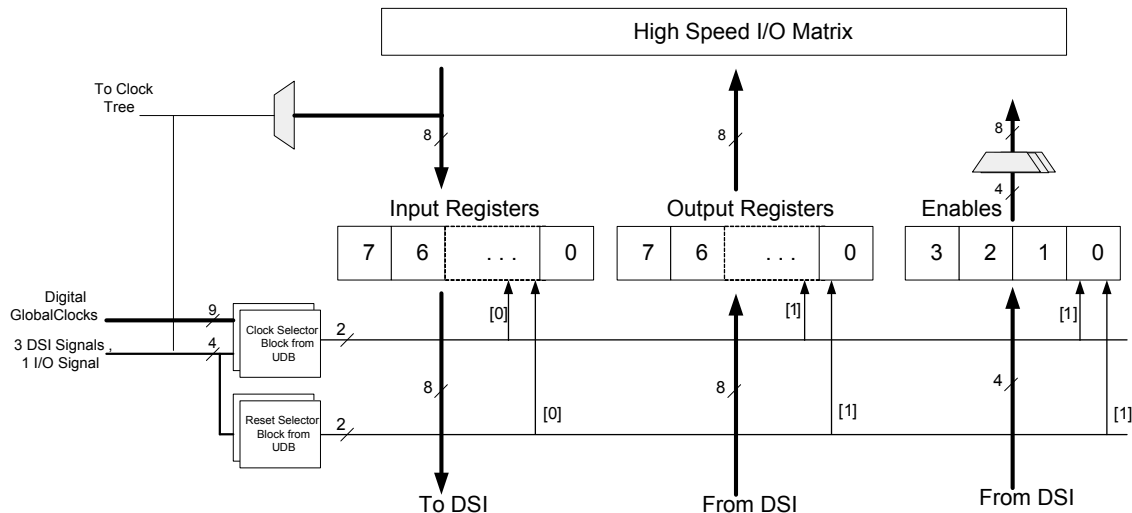 High Speed I/O Matrix
To Clock
Tree
8
8
8
4
Input Registers
Output Registers
Enables
7 6 . . . 0
7 6 . . . 0
3 2 1 0
Digital
GlobalClocks
9
3 DSI Signals ,
1 I/O Signal
4
Clock Selector
Block from
UDB
2
[0]
[1]
[1]
Reset Selector
Block from
UDB
2
8
[0]
8
[1]
4
[1]
To DSI
From DSI
From DSI